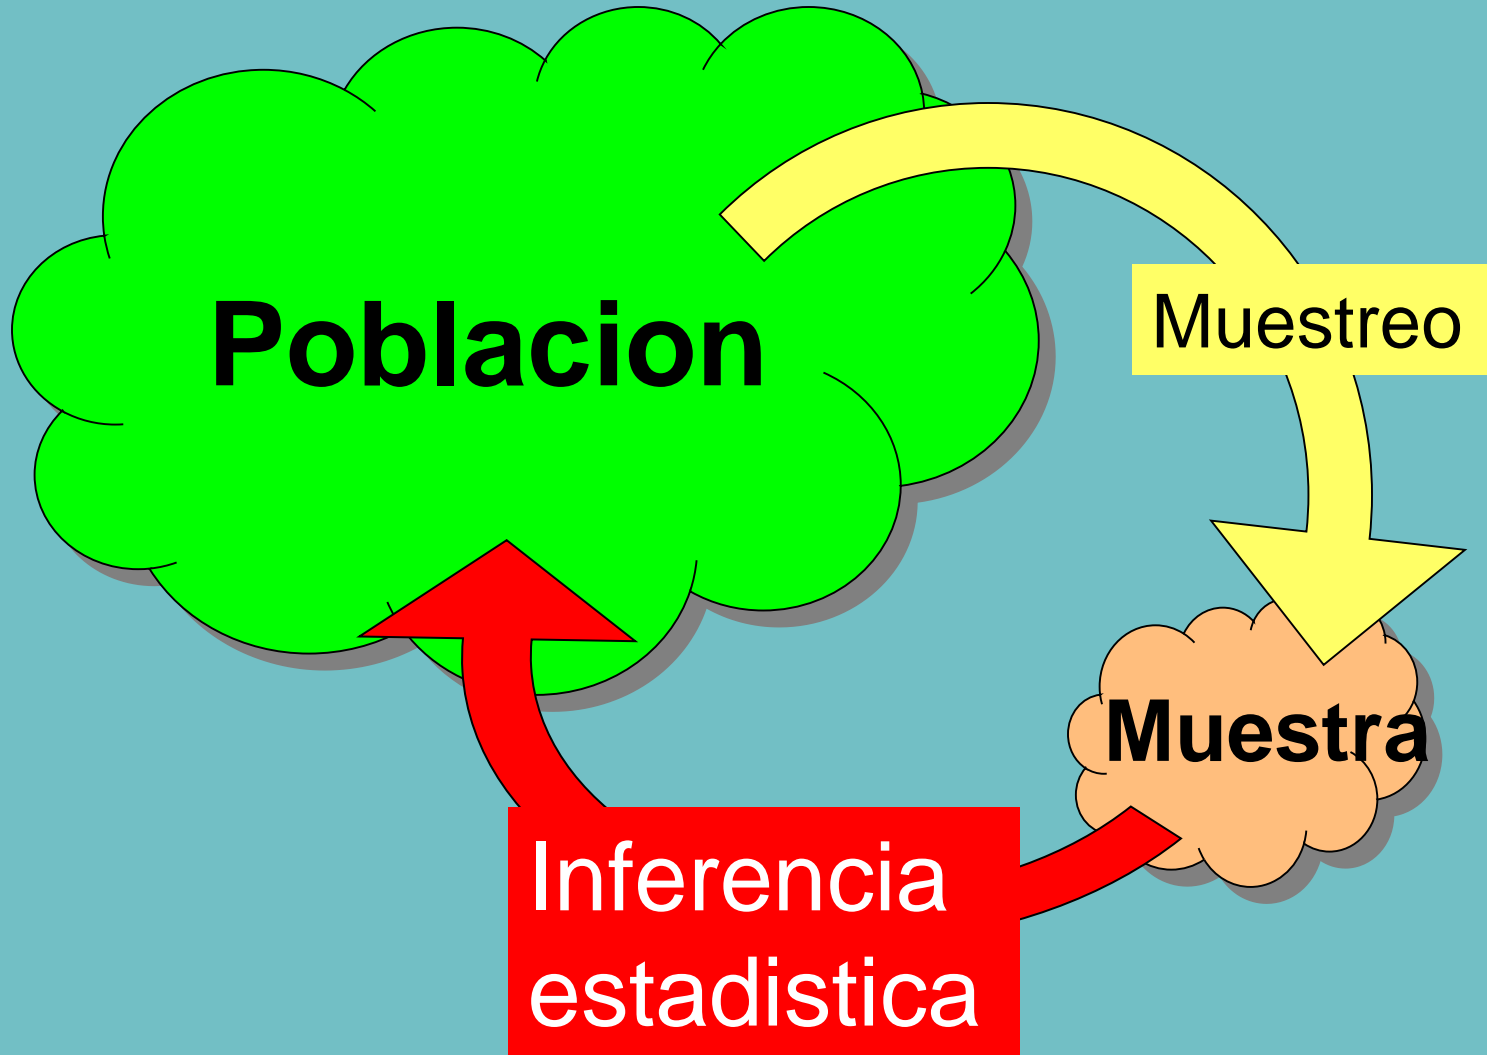 Poblacion
Muestreo
Muestra
Inferencia
estadistica